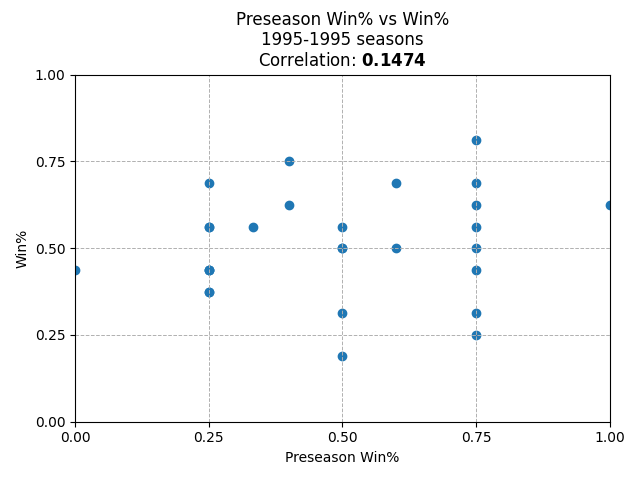 Preseason Win% vs Win%
1995-1995 seasons
Correlation: 0.1474
1.00
0.75
0.50
0.25
0.00
Win%
0.00 0.25 0.50 0.75 1.00
Preseason Win%